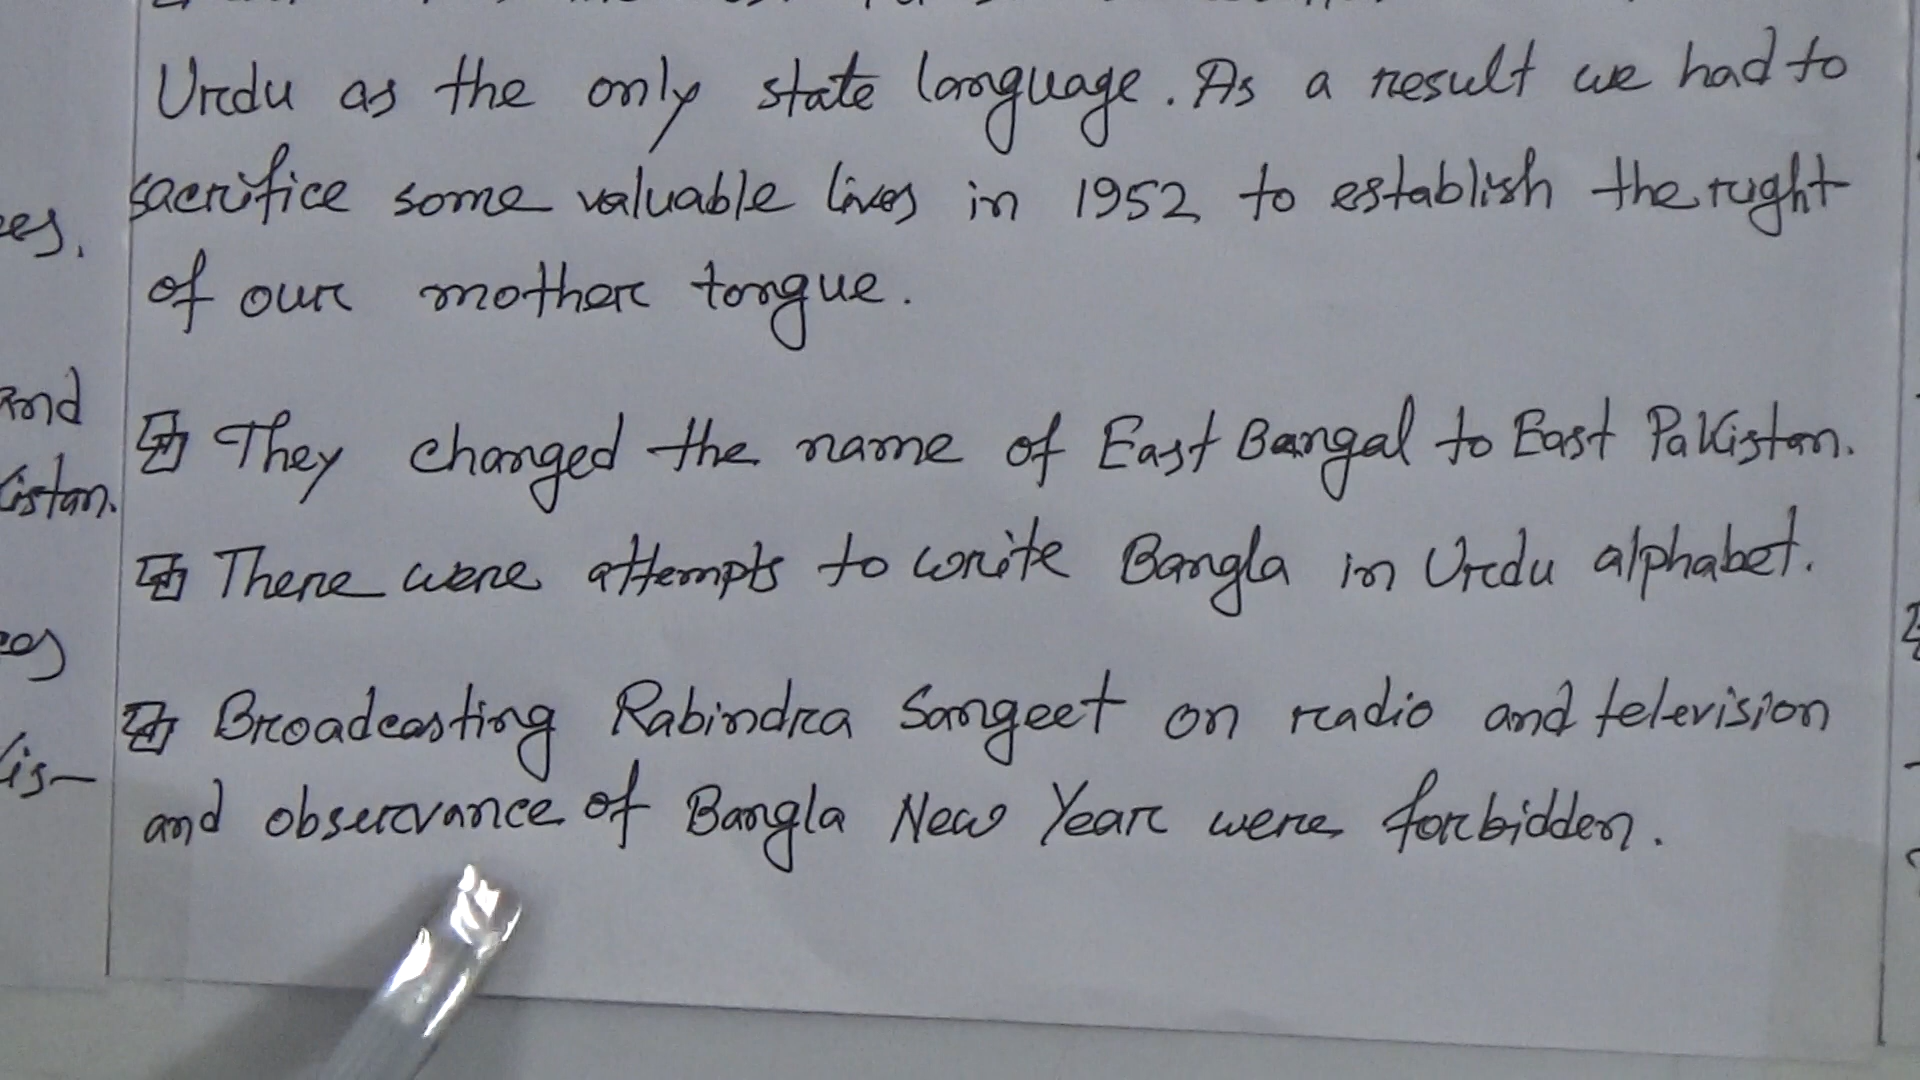 Urdu as the only state language. As a result we had to
sacrifice some valuable lives in 1952 to establish the right
of our mother tongue.
They changed the name of East Bangal to East Pakistan.
There were attempts to write Bangla in Urdu alphabet.
Broadcasting Rabindra Sangeet on radio and television
and observance of Bangla New Year were forbidden.